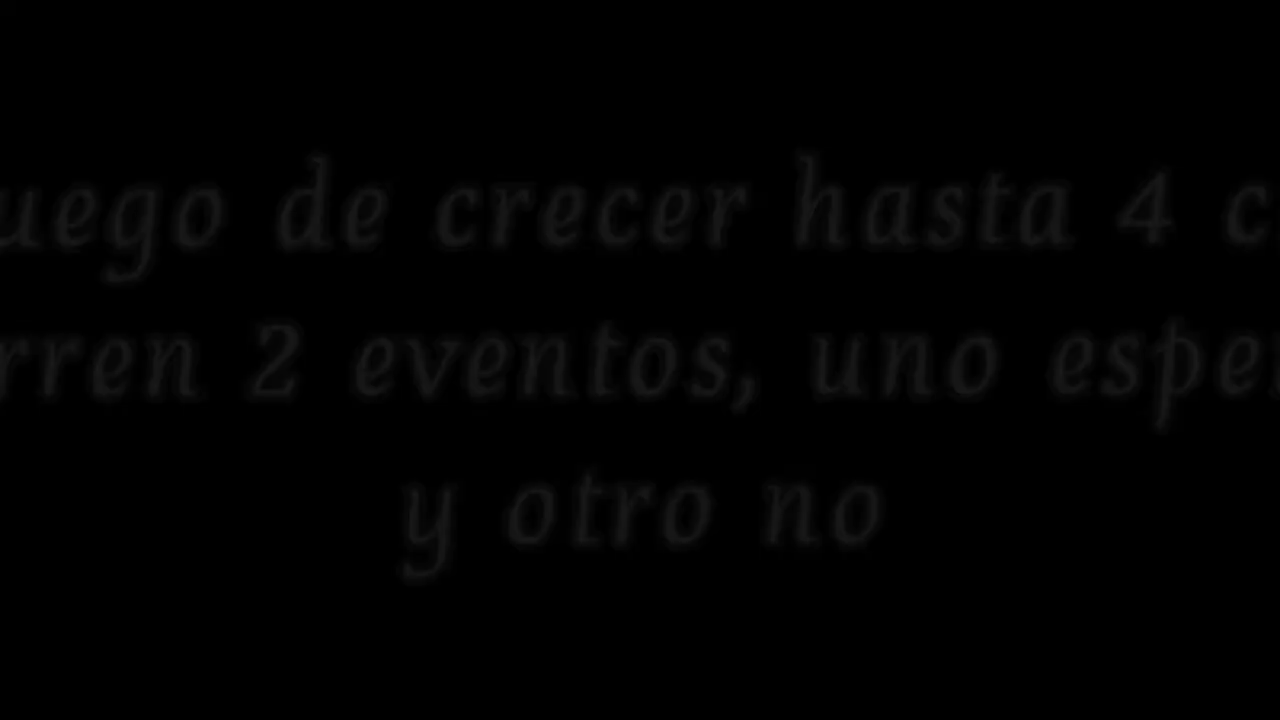 uego de crecer hasta 4 c
rren 2 eventos, uno espe
y otro no